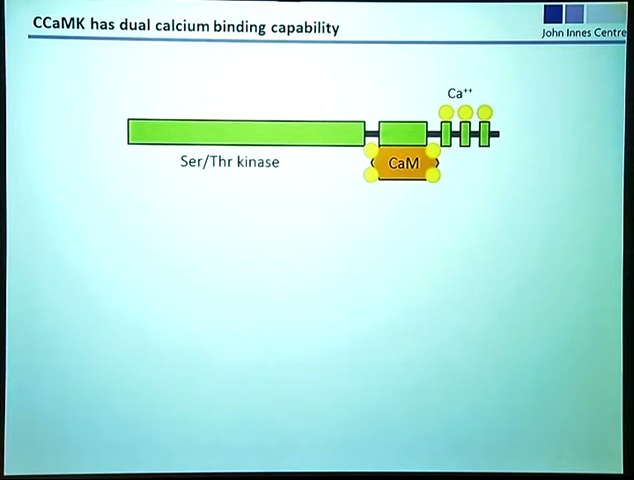 CCaMK has dual calcium binding capability
John Innes Centre
Ca⁺⁺
Ser/Thr kinase
CaM